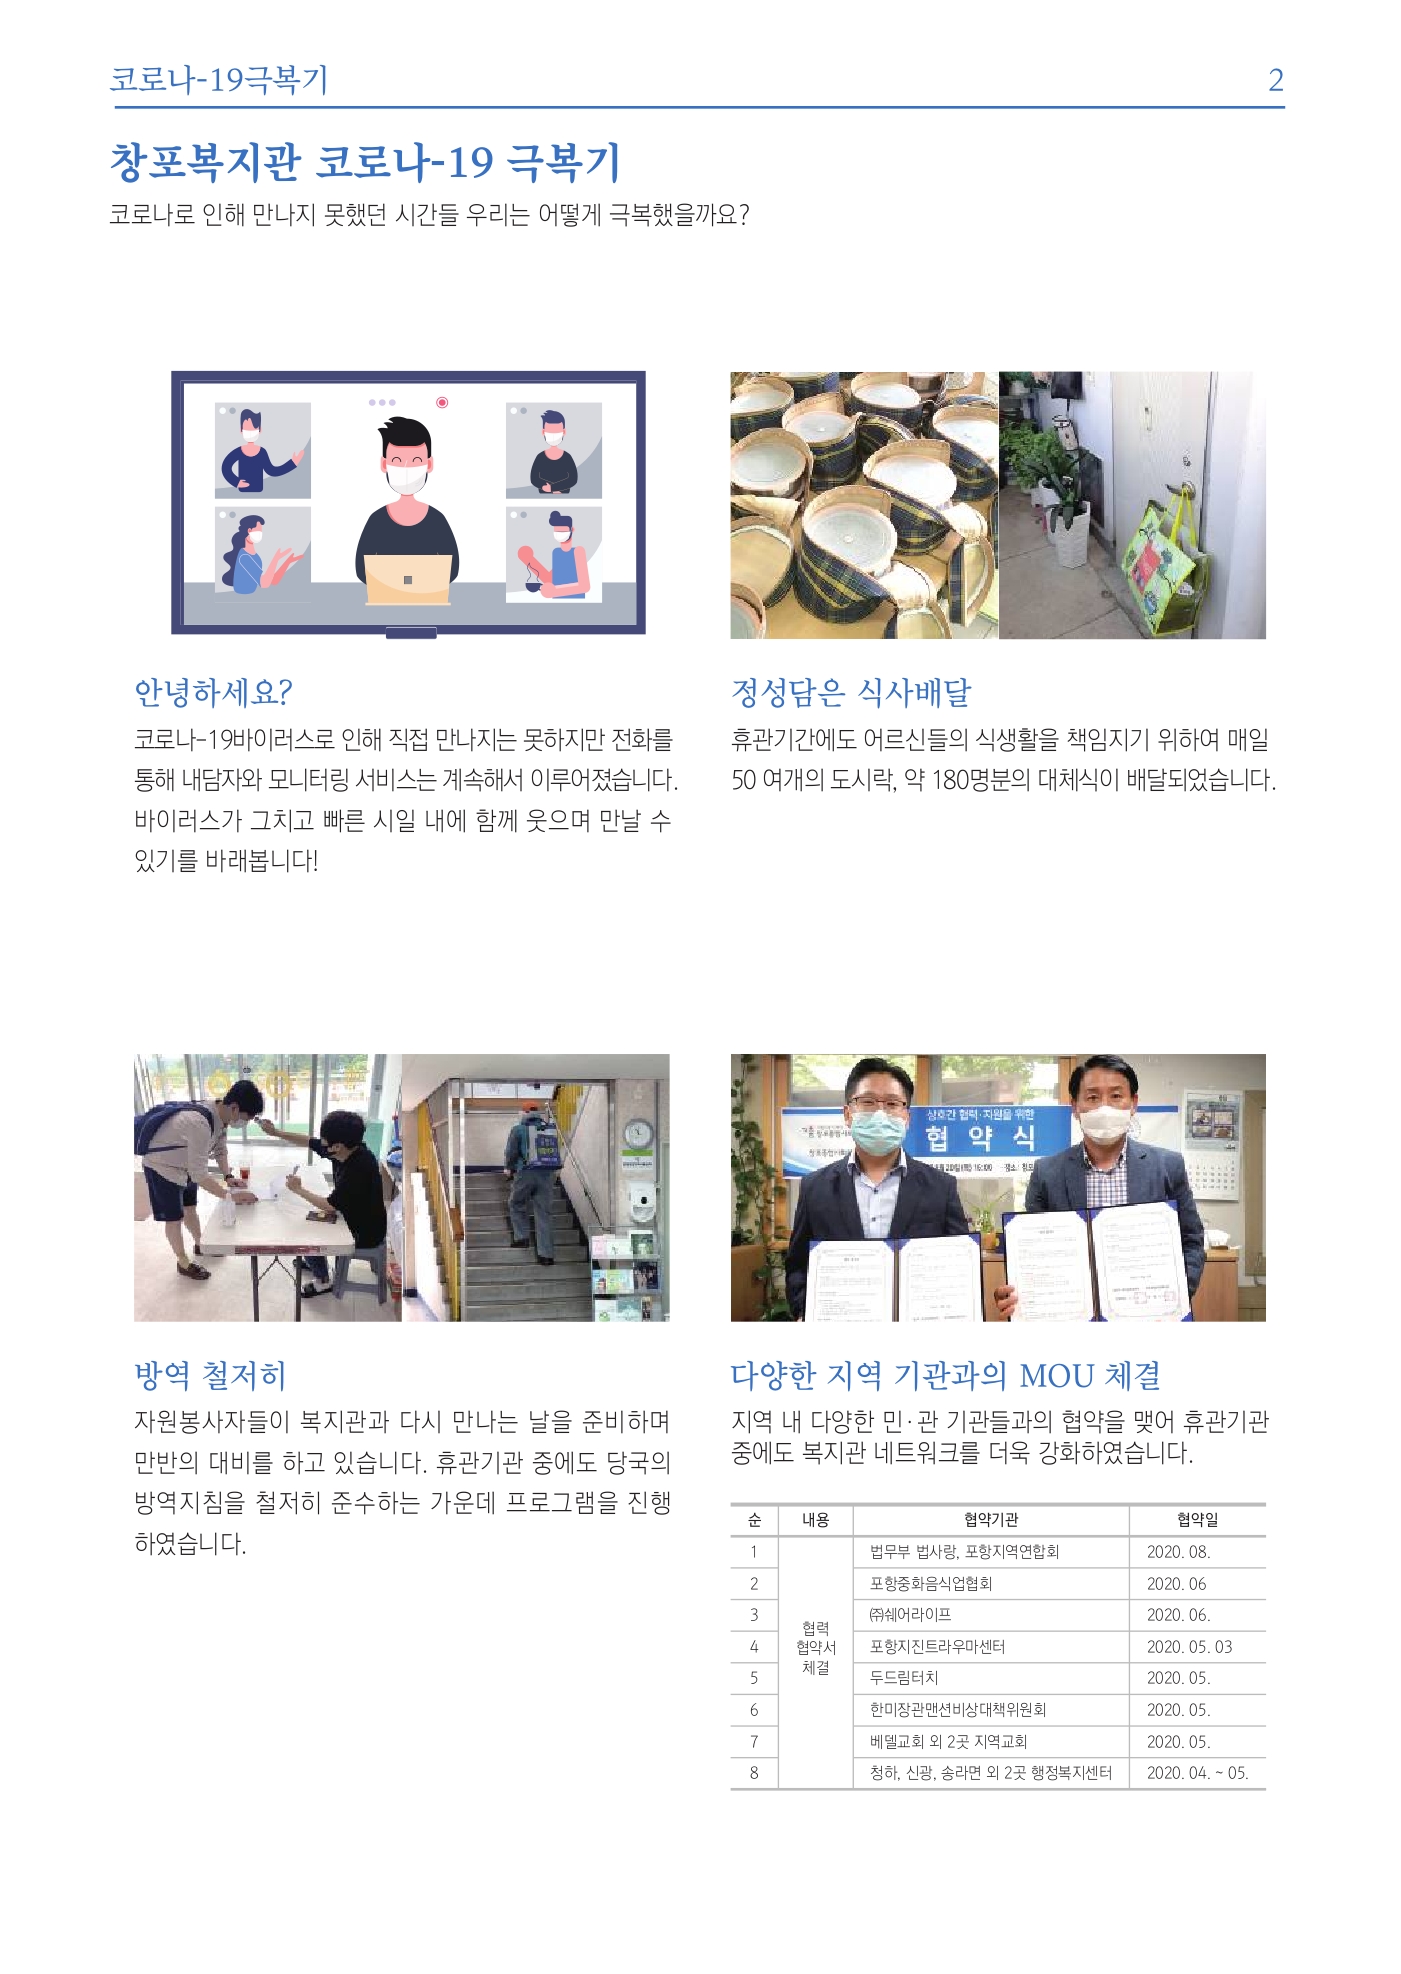 코로나-19극복기
2
창포복지관 코로나-19 극복기
코로나로 인해 만나지 못했던 시간들 우리는 어떻게 극복했을까요?
안녕하세요?
코로나-19바이러스로 인해 직접 만나지는 못하지만 전화를
통해 내담자와 모니터링 서비스는 계속해서 이루어졌습니다.
바이러스가 그치고 빠른 시일 내에 함께 웃으며 만날 수
있기를 바래봅니다!
정성담은 식사배달
휴관기간에도 어르신들의 식생활을 책임지기 위하여 매일
50 여개의 도시락, 약 180명분의 대체식이 배달되었습니다.
상호간 협력·지원을 위한
협 약 식
방역 철저히
자원봉사자들이 복지관과 다시 만나는 날을 준비하며
만반의 대비를 하고 있습니다. 휴관기관 중에도 당국의
방역지침을 철저히 준수하는 가운데 프로그램을 진행
하였습니다.
다양한 지역 기관과의 MOU 체결
지역 내 다양한 민·관 기관들과의 협약을 맺어 휴관기관
중에도 복지관 네트워크를 더욱 강화하였습니다.
순 내용 협약기관 협약일
1 법무부 법사랑, 포항지역연합회 2020. 08.
2 포항중화음식업협회 2020. 06
3 ㈜쉐어라이프 2020. 06.
협력
4 협약서 포항지진트라우마센터 2020. 05. 03
체결
5 두드림터치 2020. 05.
6 한미장관맨션비상대책위원회 2020. 05.
7 베델교회 외 2곳 지역교회 2020. 05.
8 청하, 신광, 송라면 외 2곳 행정복지센터 2020. 04. ~ 05.